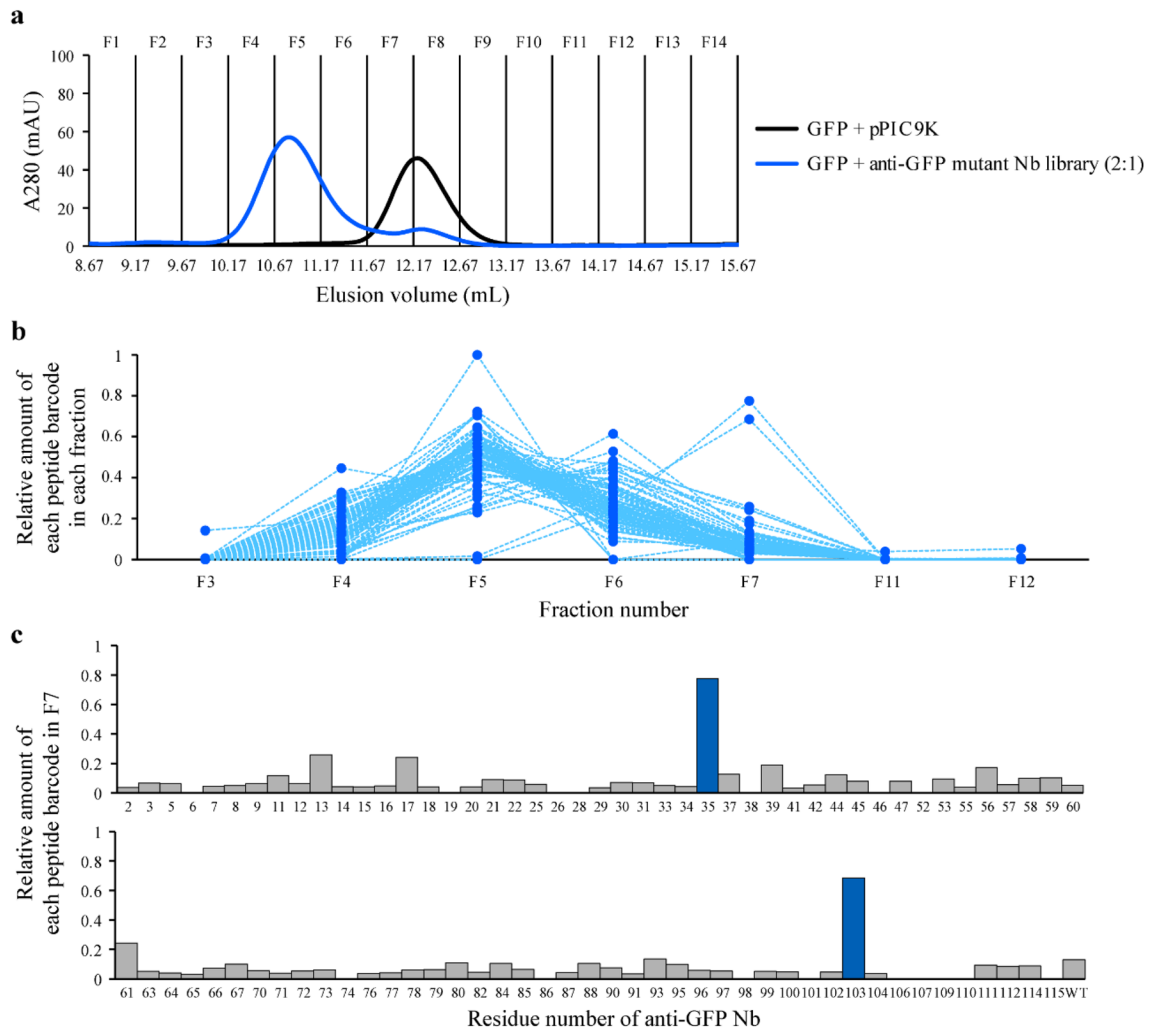 a
F1 F2 F3 F4 F5 F6 F7 F8 F9 F10 F11 F12 F13 F14
100
80
60
40
20
0
A280 (mAU)
8.67 9.17 9.67 10.17 10.67 11.17 11.67 12.17 12.67 13.17 13.67 14.17 14.67 15.17 15.67
Elusion volume (mL)
GFP + pPIC9K
GFP + anti-GFP mutant Nb library (2:1)
b
Relative amount of
each peptide barcode
in each fraction
1
0.8
0.6
0.4
0.2
0
F3 F4 F5 F6 F7 F11 F12
Fraction number
c
Relative amount of
each peptide barcode in F7
1
0.8
0.6
0.4
0.2
0
2 3 5 6 7 8 9 11 12 13 14 15 16 17 18 19 20 21 22 25 26 28 29 30 31 33 34 35 37 38 39 41 42 44 45 46 47 52 53 55 56 57 58 59 60
1
0.8
0.6
0.4
0.2
0
61 63 64 65 66 67 70 71 72 73 74 76 77 78 79 80 82 84 85 86 87 88 90 91 93 95 96 97 98 99 100 101 102 103 104 106 107 109 110 111 112 114 115 WT
Residue number of anti-GFP Nb